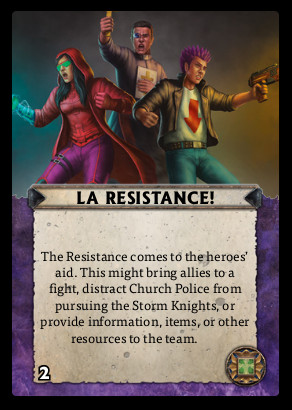 LA RESISTANCE!
The Resistance comes to the heroes'
aid. This might bring allies to a
fight, distract Church Police from
pursuing the Storm Knights, or
provide information, items, or other
resources to the team.
2